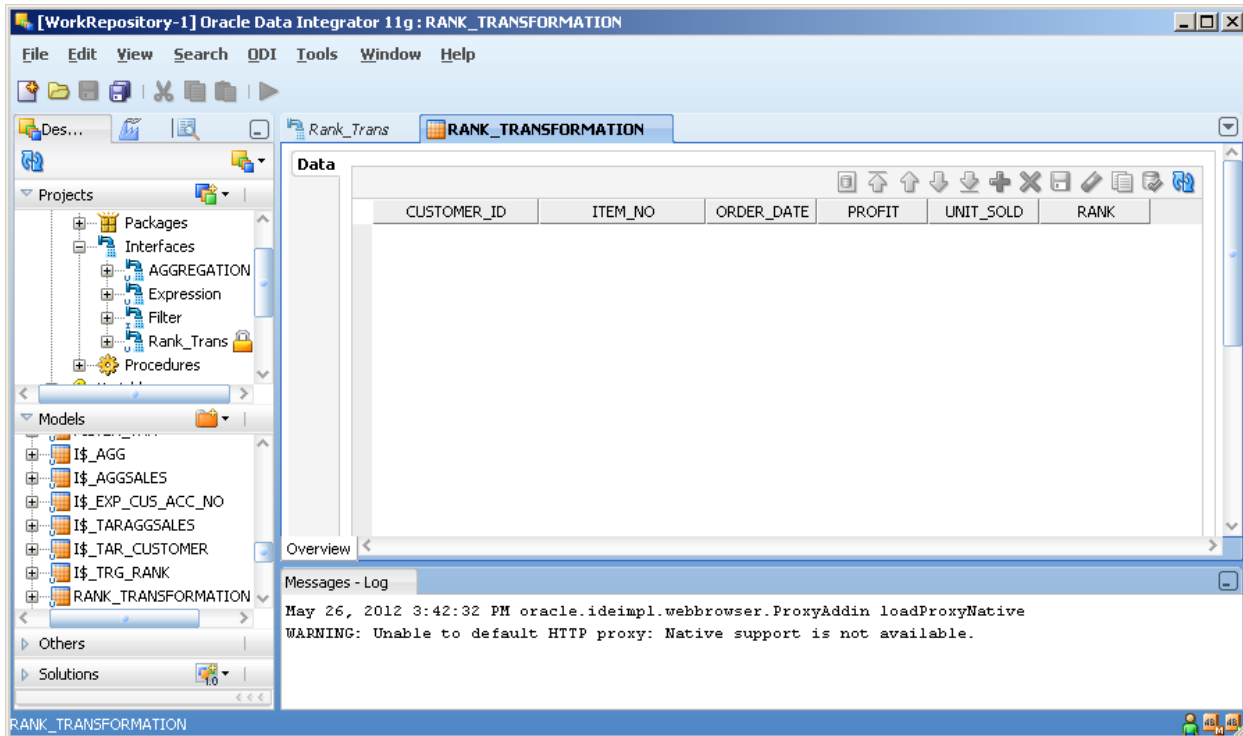 [WorkRepository-1] Oracle Data Integrator 11g : RANK_TRANSFORMATION
File Edit View Search ODI Tools Window Help
Des...
Rank_Trans
RANK_TRANSFORMATION
Projects
Packages
Interfaces
AGGREGATION
Expression
Filter
Rank_Trans
Procedures
Models
I$_AGG
I$_AGGSALES
I$_EXP_CUS_ACC_NO
I$_TARAGGSALES
I$_TAR_CUSTOMER
I$_TRG_RANK
RANK_TRANSFORMATION
Others
Solutions
1.0
Data
CUSTOMER_ID ITEM_NO ORDER_DATE PROFIT UNIT_SOLD RANK
Overview
Messages - Log
May 26, 2012 3:42:32 PM oracle.ideimpl.webbrowser.ProxyAddin loadProxyNative
WARNING: Unable to default HTTP proxy: Native support is not available.
RANK_TRANSFORMATION